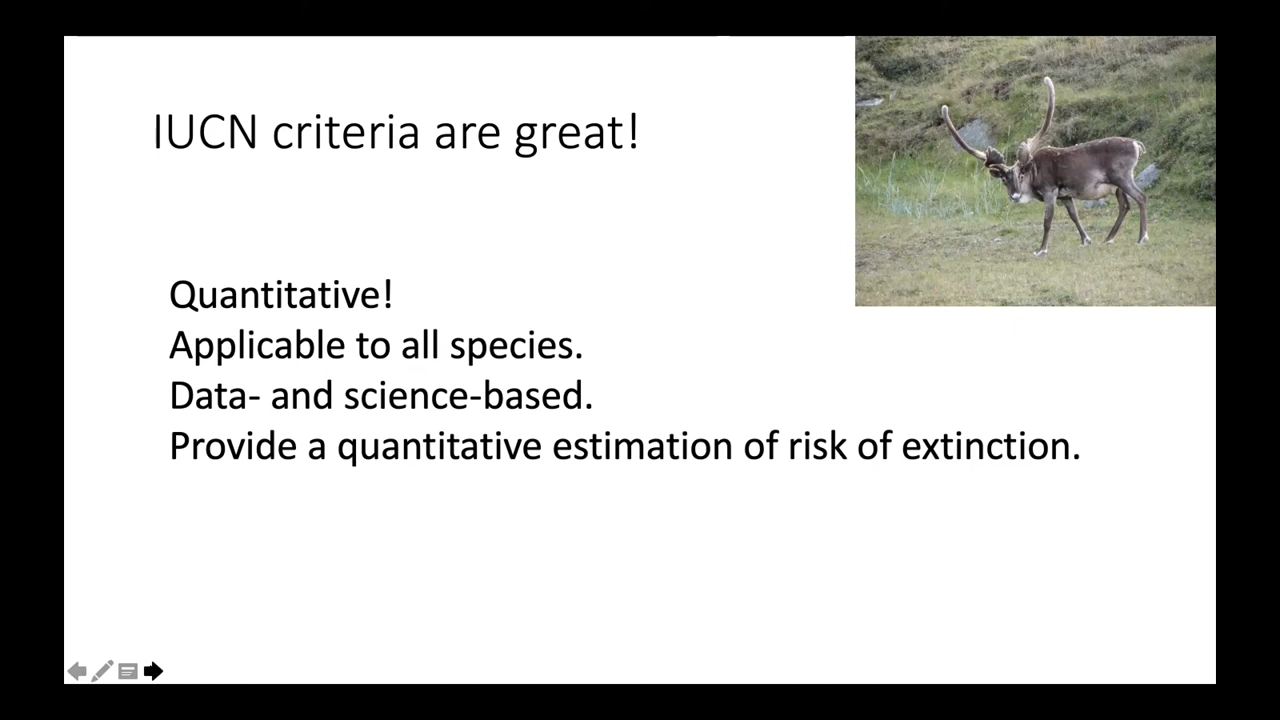 IUCN criteria are great!
Quantitative!
Applicable to all species.
Data- and science-based.
Provide a quantitative estimation of risk of extinction.